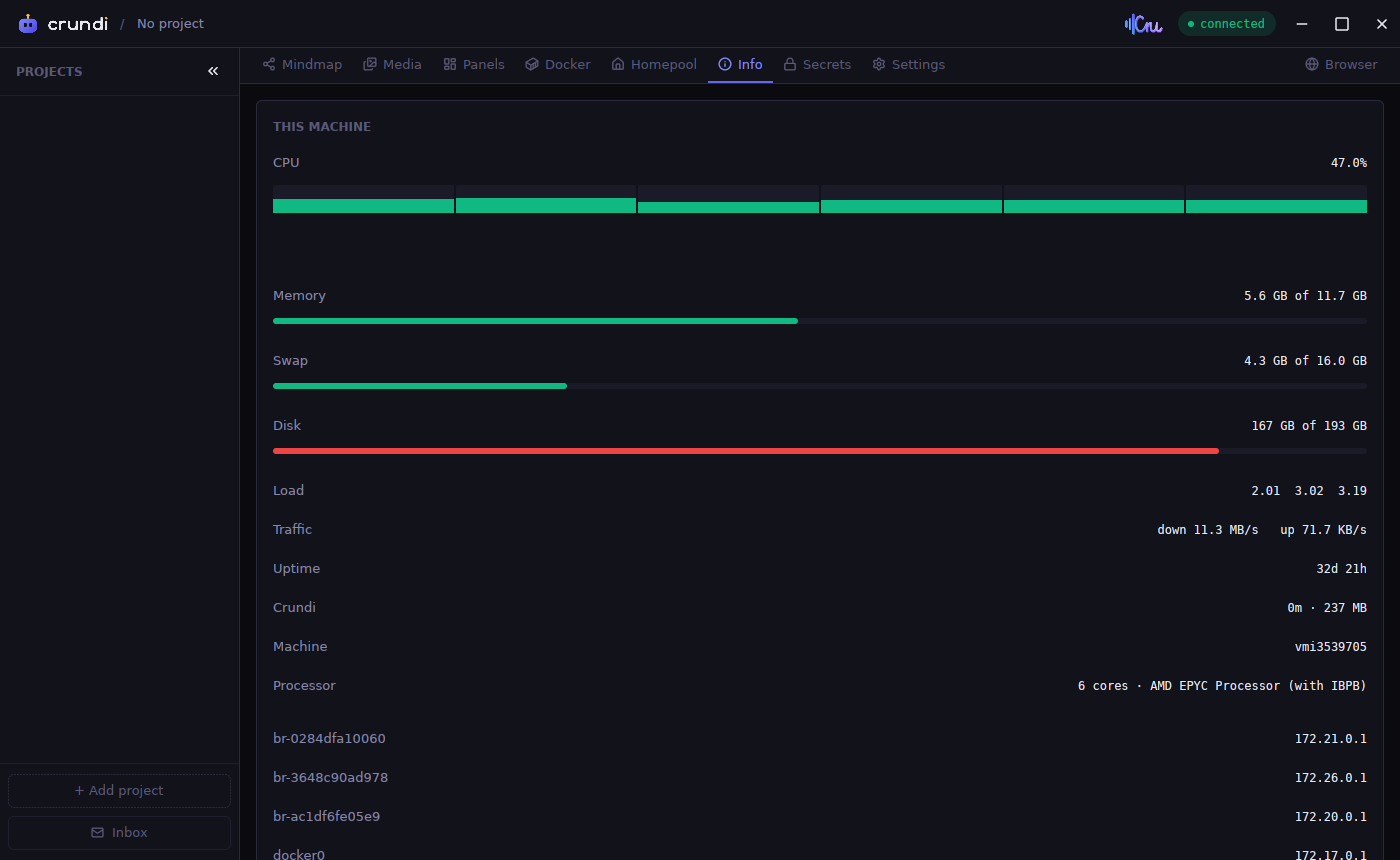 crundi / No project
Cru
connected
PROJECTS
Mindmap Media Panels Docker Homepool Info Secrets Settings Browser
THIS MACHINE
CPU 47.0%
Memory 5.6 GB of 11.7 GB
Swap 4.3 GB of 16.0 GB
Disk 167 GB of 193 GB
Load 2.01 3.02 3.19
Traffic down 11.3 MB/s up 71.7 KB/s
Uptime 32d 21h
Crundi 0m · 237 MB
Machine vmi3539705
Processor 6 cores · AMD EPYC Processor (with IBPB)
br-0284dfa10060 172.21.0.1
br-3648c90ad978 172.26.0.1
br-ac1df6fe05e9 172.20.0.1
docker0 172.17.0.1
+ Add project
Inbox